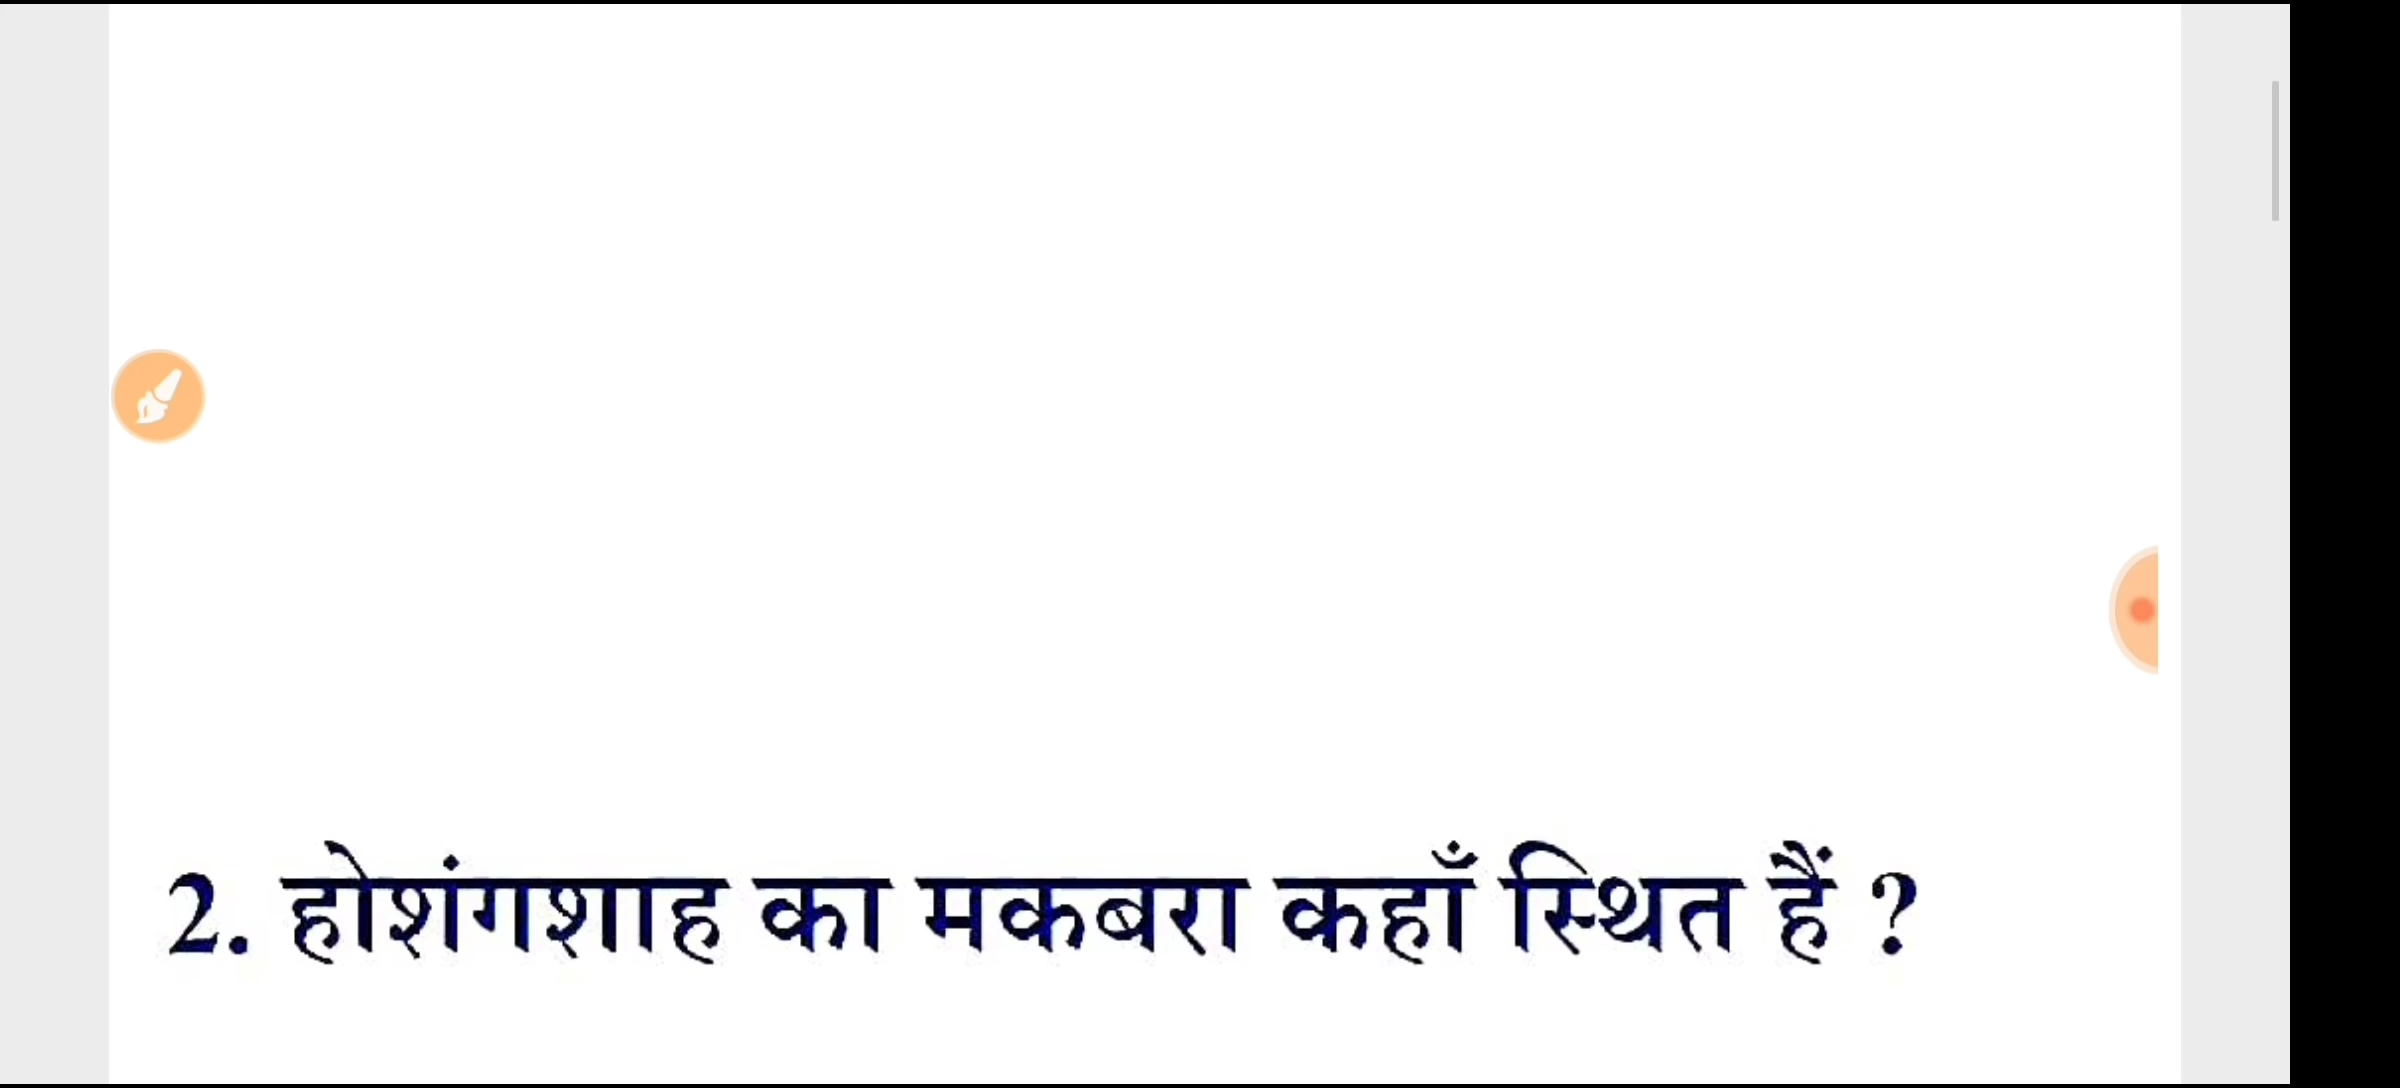 2. होशंगशाह का मकबरा कहाँ स्थित हैं ?